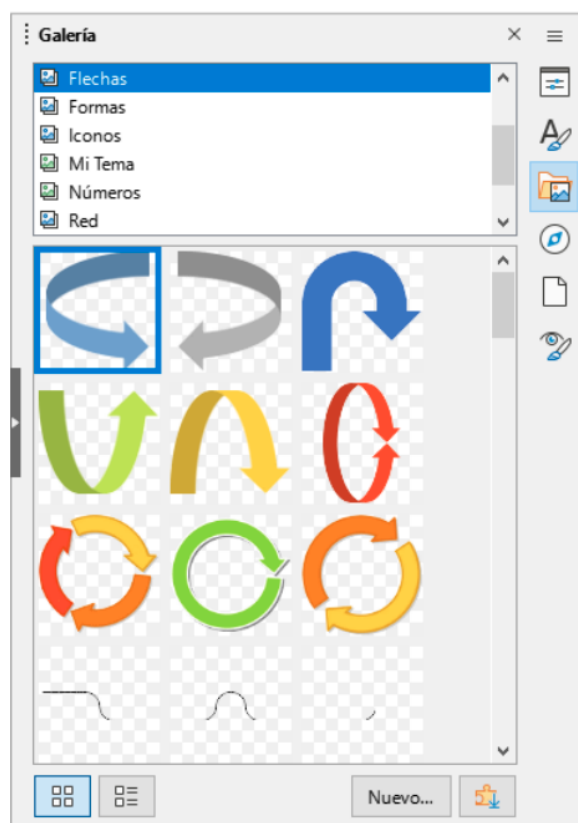 Galería
Flechas
Formas
Iconos
Mi Tema
Números
Red
Nuevo...